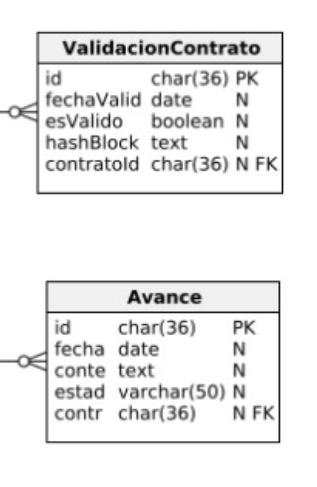 ValidacionContrato
id char(36) PK
fechaValid date N
esValido boolean N
hashBlock text N
contratoId char(36) N FK
Avance
id char(36) PK
fecha date N
conte text N
estad varchar(50) N
contr char(36) N FK